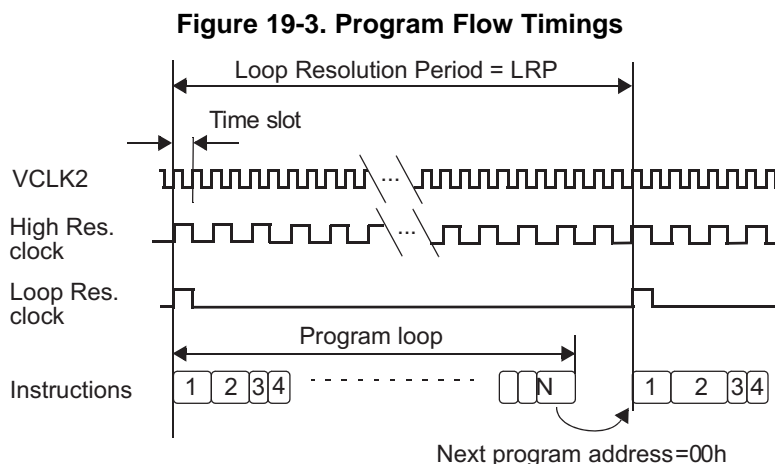 Figure 19-3. Program Flow Timings
Loop Resolution Period = LRP
Time slot
VCLK2
...
High Res.
clock
...
Loop Res.
clock
Program loop
Instructions
1 2 3 4 N 1 2 3 4
Next program address=00h